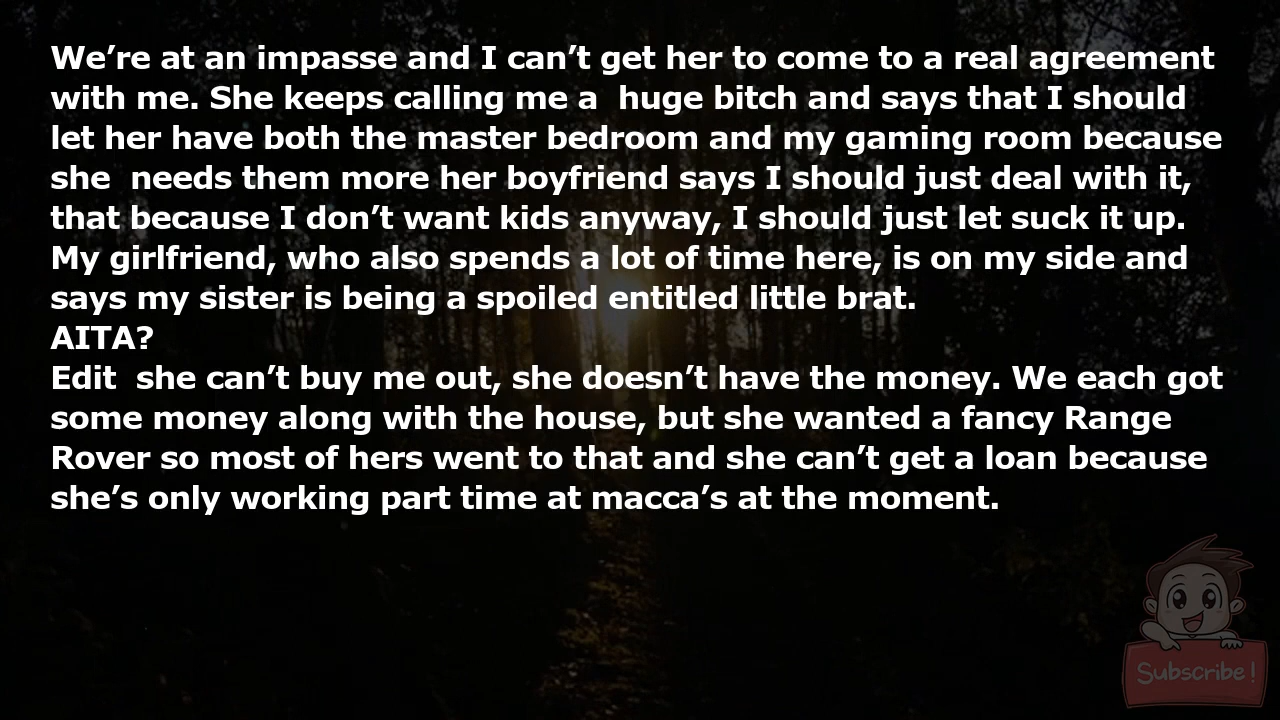 We’re at an impasse and I can’t get her to come to a real agreement
with me. She keeps calling me a  huge bitch and says that I should
let her have both the master bedroom and my gaming room because
she  needs them more her boyfriend says I should just deal with it,
that because I don’t want kids anyway, I should just let suck it up.
My girlfriend, who also spends a lot of time here, is on my side and
says my sister is being a spoiled entitled little brat.
AITA?
Edit  she can’t buy me out, she doesn’t have the money. We each got
some money along with the house, but she wanted a fancy Range
Rover so most of hers went to that and she can’t get a loan because
she’s only working part time at macca’s at the moment.
Subscribe!